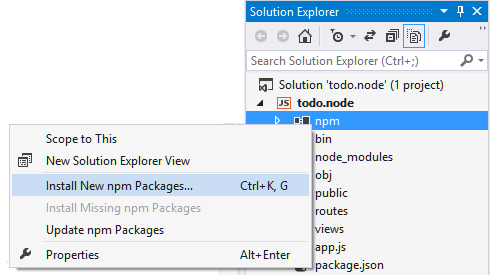 Solution Explorer
Search Solution Explorer (Ctrl+;)
Solution 'todo.node' (1 project)
JS todo.node
npm
bin
node_modules
obj
public
routes
views
app.js
package.json
Scope to This
New Solution Explorer View
Install New npm Packages... Ctrl+K, G
Install Missing npm Packages
Update npm Packages
Properties Alt+Enter